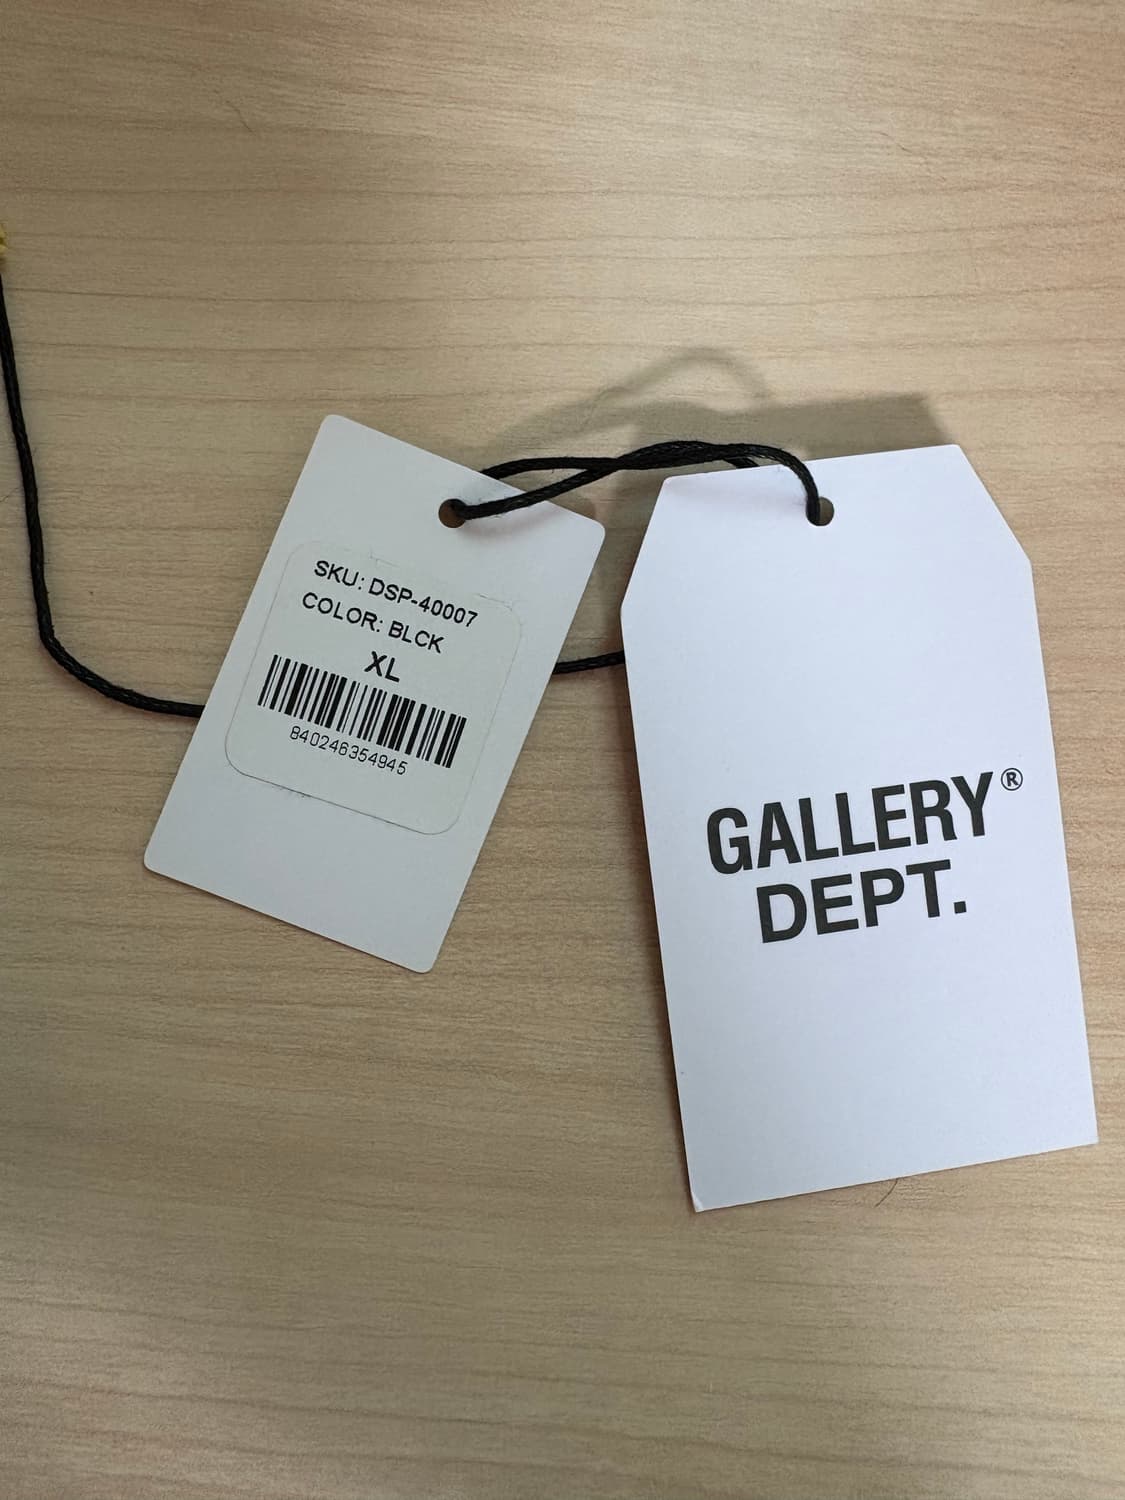 SKU: DSP-40007
COLOR: BLCK
XL
840246354945
GALLERY®
DEPT.